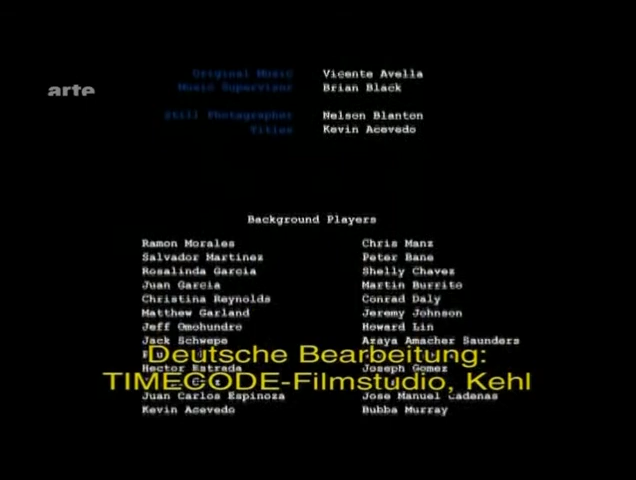 arte
Original Music Vicente Avella
Music Supervisor Brian Black
Still Photographer Nelson Blanton
Titles Kevin Acevedo
Background Players
Ramon Morales Chris Manz
Salvador Martinez Peter Bane
Rosalinda Garcia Shelly Chavez
Juan Garcia Martin Burrito
Christina Reynolds Conrad Daly
Matthew Garland Jeremy Johnson
Jeff Omohundro Howard Lin
Jack Schwepe Azaya Amacher Saunders
Deutsche Bearbeitung:
Hector Estrada Joseph Gomez
TIMECODE-Filmstudio, Kehl
Juan Carlos Espinoza Jose Manuel Cadenas
Kevin Acevedo Bubba Murray